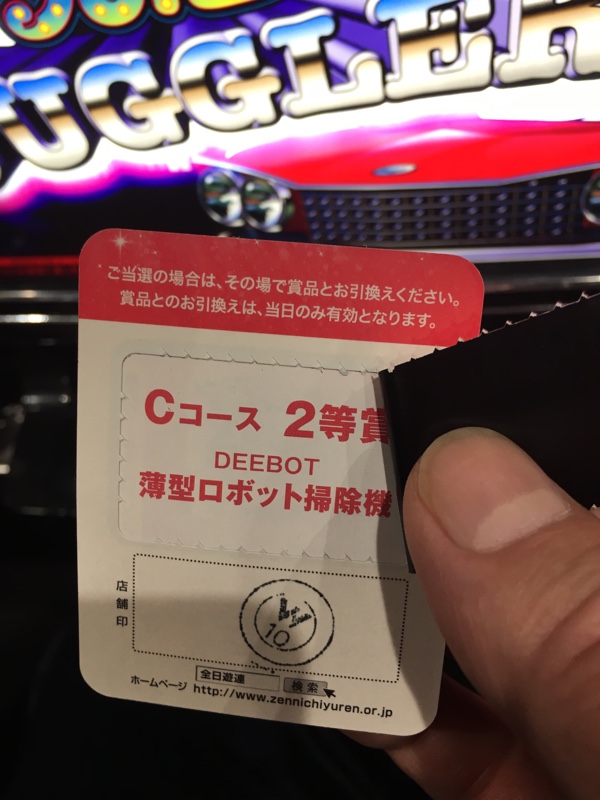 UGGLER
ご当選の場合は、その場で賞品とお引換えください。
賞品とのお引換えは、当日のみ有効となります。
Cコース 2等賞
DEEBOT
薄型ロボット掃除機
店舗印
W
10
全日遊連 検索
ホームページ http://www.zennichiyuren.or.jp